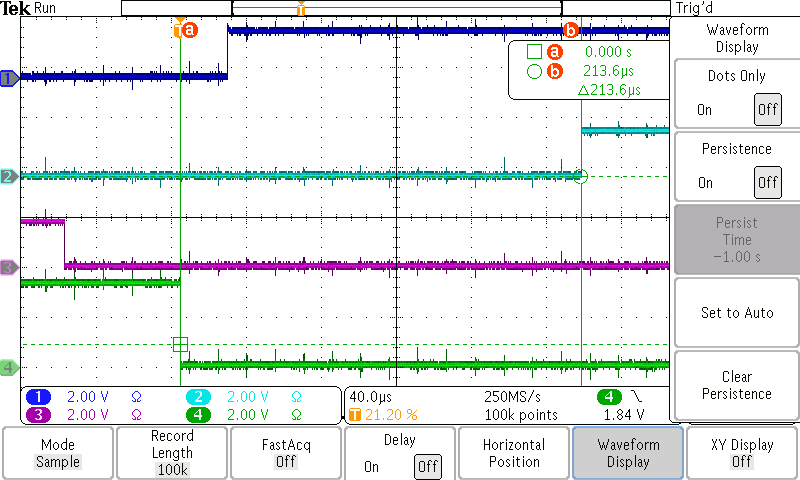 Tek Run
Trig'd
T
T a
b
a 0.000 s
b 213.6µs
△213.6µs
1
2
3
4
Waveform
Display
Dots Only
On Off
Persistence
On Off
Persist
Time
−1.00 s
Set to Auto
Clear
Persistence
1 2.00 V Ω 2 2.00 V Ω
3 2.00 V Ω 4 2.00 V Ω
40.0µs 250MS/s 4 \
T 21.20 % 100k points 1.84 V
Mode
Sample
Record
Length
100k
FastAcq
Off
Delay
On Off
Horizontal
Position
Waveform
Display
XY Display
Off